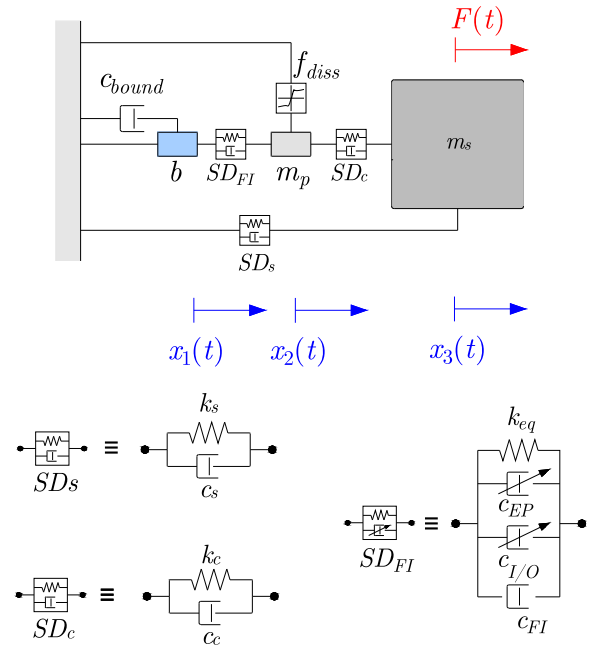 F(t)
f_diss
c_bound
m_s
b
SD_FI
m_p
SD_c
SD_s
x_1(t) x_2(t) x_3(t)
k_s
≡
SDs
c_s
k_eq
c_EP
≡
SD_FI
c_I/O
c_FI
k_c
≡
SD_c
c_c